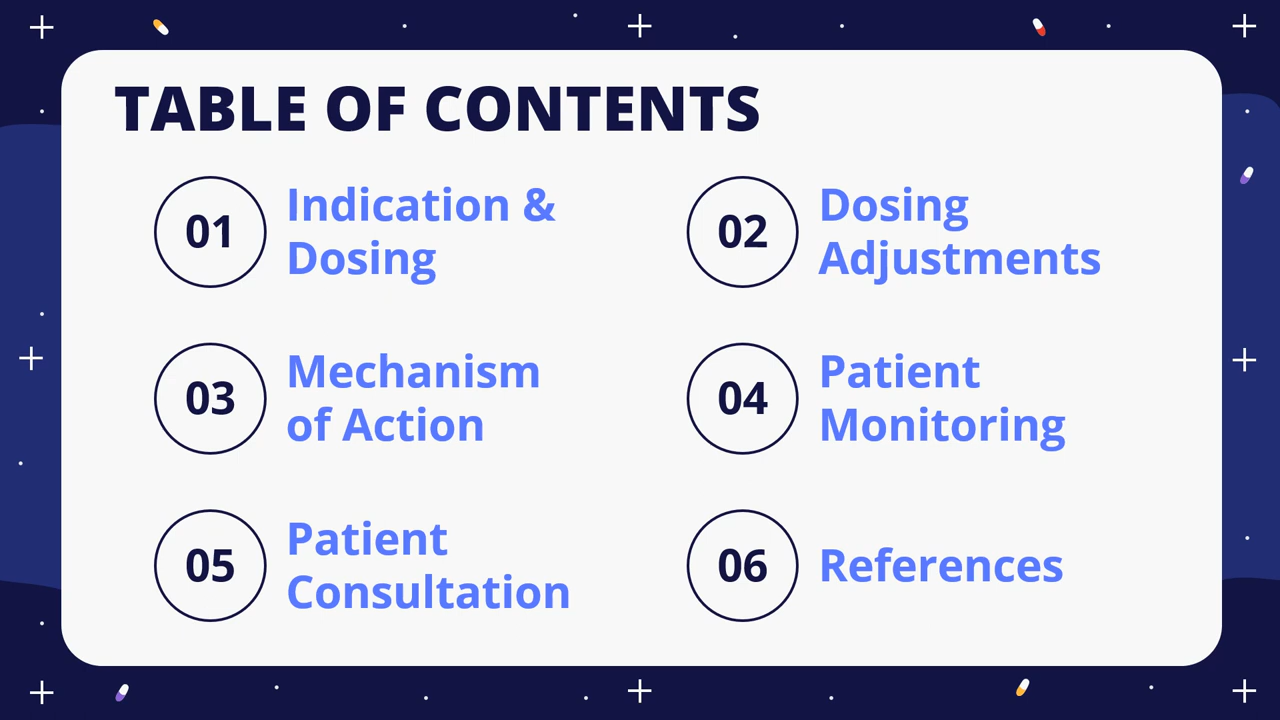 TABLE OF CONTENTS
01
Indication &
Dosing
02
Dosing
Adjustments
03
Mechanism
of Action
04
Patient
Monitoring
05
Patient
Consultation
06
References